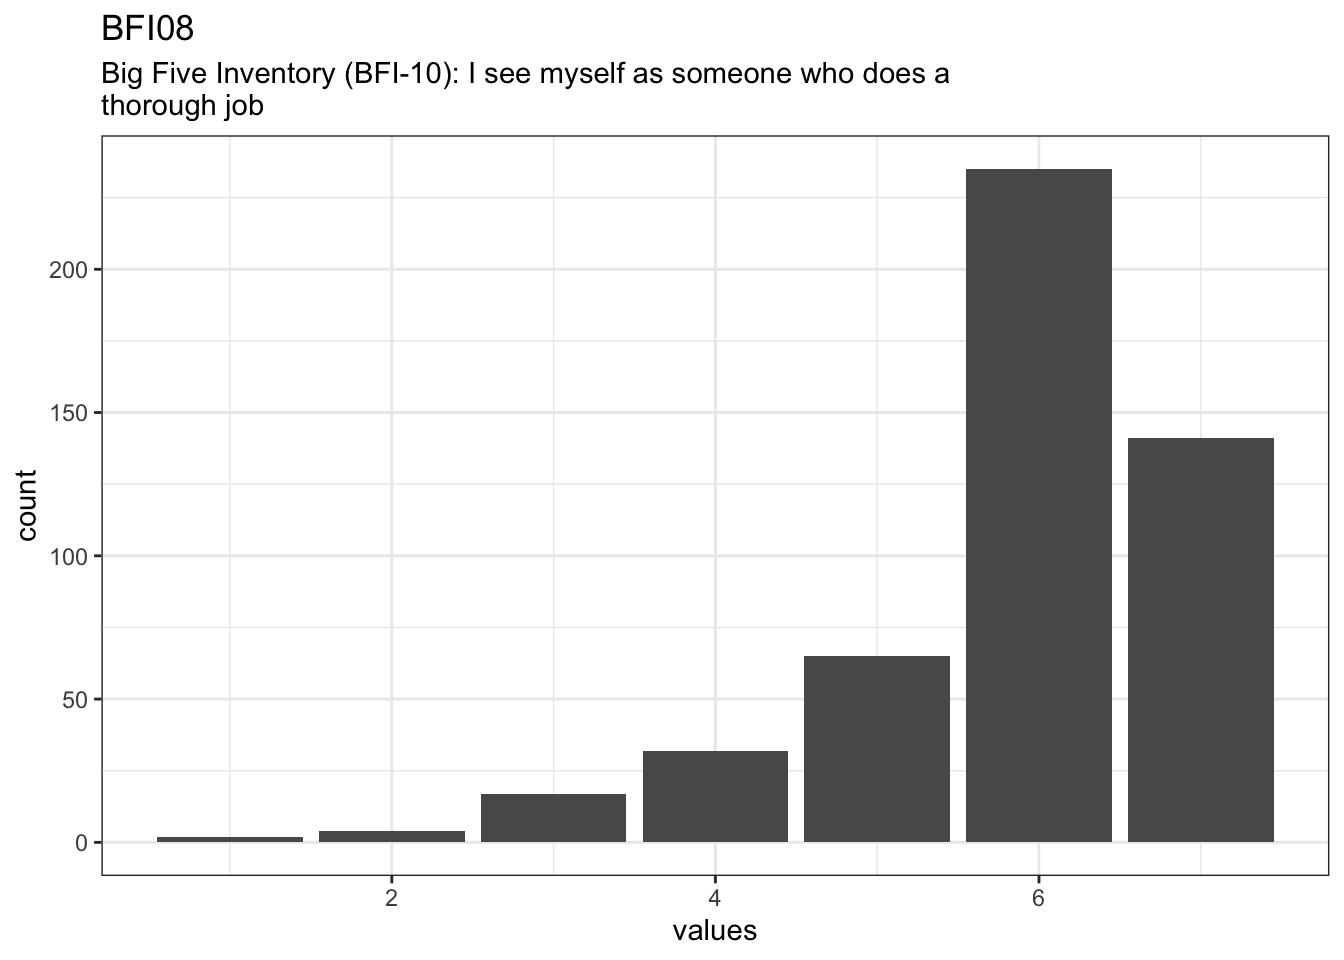 BFI08
Big Five Inventory (BFI-10): I see myself as someone who does a
thorough job
200
150
100
50
0
count
2
4
6
values